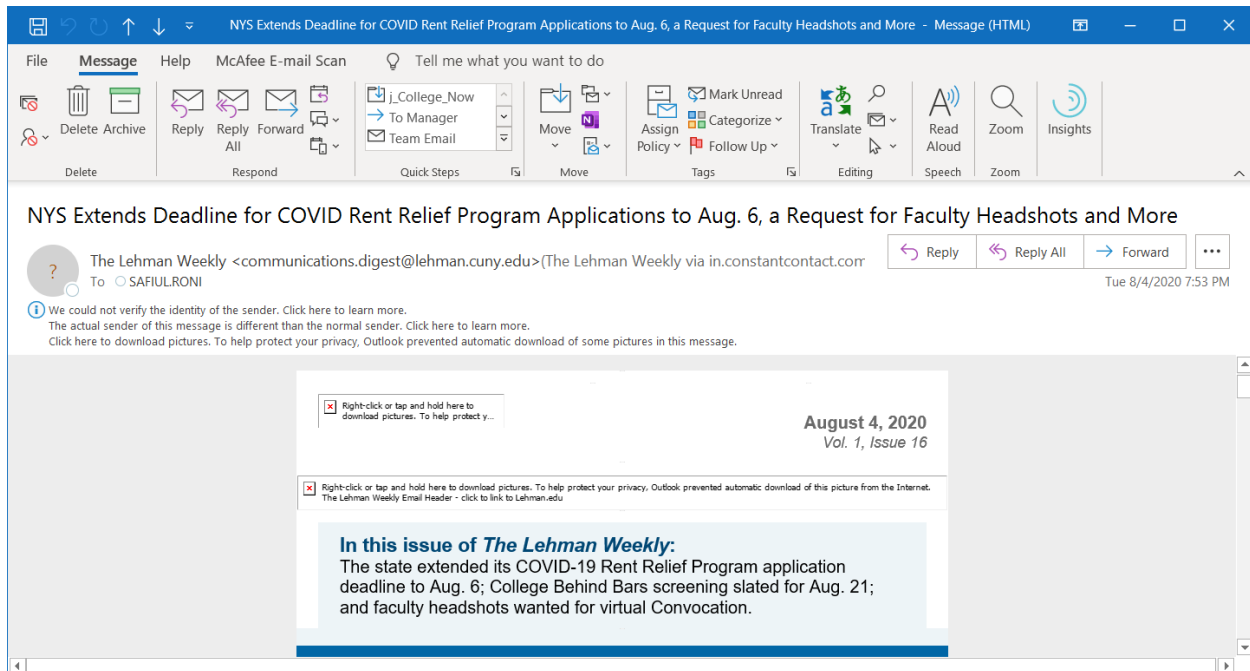 NYS Extends Deadline for COVID Rent Relief Program Applications to Aug. 6, a Request for Faculty Headshots and More - Message (HTML)
File Message Help McAfee E-mail Scan Tell me what you want to do
Delete Archive
Reply Reply All Forward
j_College_Now
To Manager
Team Email
Move
Assign Policy
Mark Unread
Categorize
Follow Up
Translate
Read Aloud
Zoom
Insights
Delete Respond Quick Steps Move Tags Editing Speech Zoom
NYS Extends Deadline for COVID Rent Relief Program Applications to Aug. 6, a Request for Faculty Headshots and More
The Lehman Weekly <communications.digest@lehman.cuny.edu>(The Lehman Weekly via in.constantcontact.com
Reply Reply All Forward
To SAFIUL.RONI
Tue 8/4/2020 7:53 PM
We could not verify the identity of the sender. Click here to learn more.
The actual sender of this message is different than the normal sender. Click here to learn more.
Click here to download pictures. To help protect your privacy, Outlook prevented automatic download of some pictures in this message.
Right-click or tap and hold here to
download pictures. To help protect y...
August 4, 2020
Vol. 1, Issue 16
Right-click or tap and hold here to download pictures. To help protect your privacy, Outlook prevented automatic download of this picture from the Internet.
The Lehman Weekly Email Header - click to link to Lehman.edu
In this issue of The Lehman Weekly:
The state extended its COVID-19 Rent Relief Program application
deadline to Aug. 6; College Behind Bars screening slated for Aug. 21;
and faculty headshots wanted for virtual Convocation.